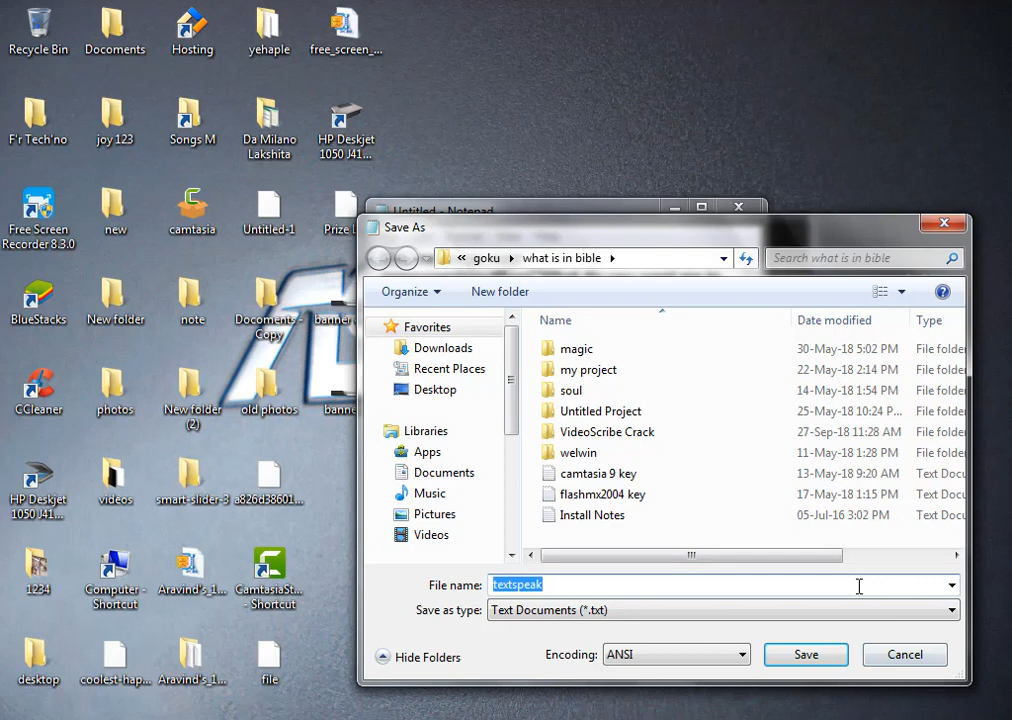 Recycle Bin
Documents
Hosting
yehaple
free_screen_...
F'r Tech'no
joy 123
Songs M
Da Milano
Lakshita
HP Deskjet
1050 J41...
Free Screen
Recorder 8.3.0
new
camtasia
Untitled-1
Prize L
BlueStacks
New folder
note
Documents -
Copy
banner
CCleaner
photos
New folder
(2)
old photos
banne
HP Deskjet
1050 J41...
videos
smart-slider-3
a826d38601...
1234
Computer -
Shortcut
Aravind's_1...
CamtasiaSt...
- Shortcut
desktop
coolest-hap...
Aravind's_1...
file
Untitled - Notepad
Save As
« goku
what is in bible
Search what is in bible
Organize
New folder
Favorites
Downloads
Recent Places
Desktop
Libraries
Apps
Documents
Music
Pictures
Videos
Name
Date modified
Type
magic 30-May-18 5:02 PM File folder
my project 22-May-18 2:14 PM File folder
soul 14-May-18 1:54 PM File folder
Untitled Project 25-May-18 10:24 P... File folder
VideoScribe Crack 27-Sep-18 11:28 AM File folder
welwin 11-May-18 1:28 PM File folder
camtasia 9 key 13-May-18 9:20 AM Text Docu
flashmx2004 key 17-May-18 1:15 PM Text Docu
Install Notes 05-Jul-16 3:02 PM Text Docu
File name: textspeak
Save as type: Text Documents (*.txt)
Hide Folders
Encoding: ANSI
Save
Cancel